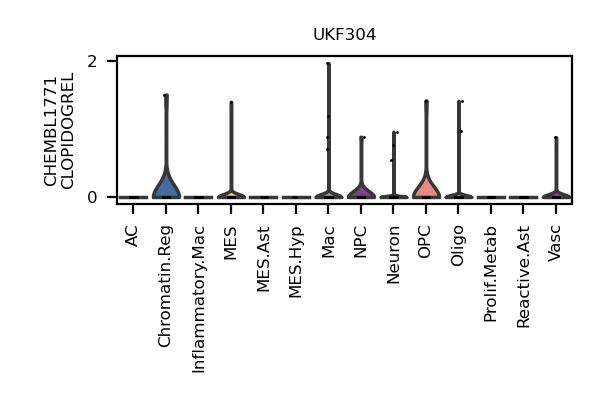 UKF304
CHEMBL1771
CLOPIDOGREL
2
0
AC
Chromatin.Reg
Inflammatory.Mac
MES
MES.Ast
MES.Hyp
Mac
NPC
Neuron
OPC
Oligo
Prolif.Metab
Reactive.Ast
Vasc